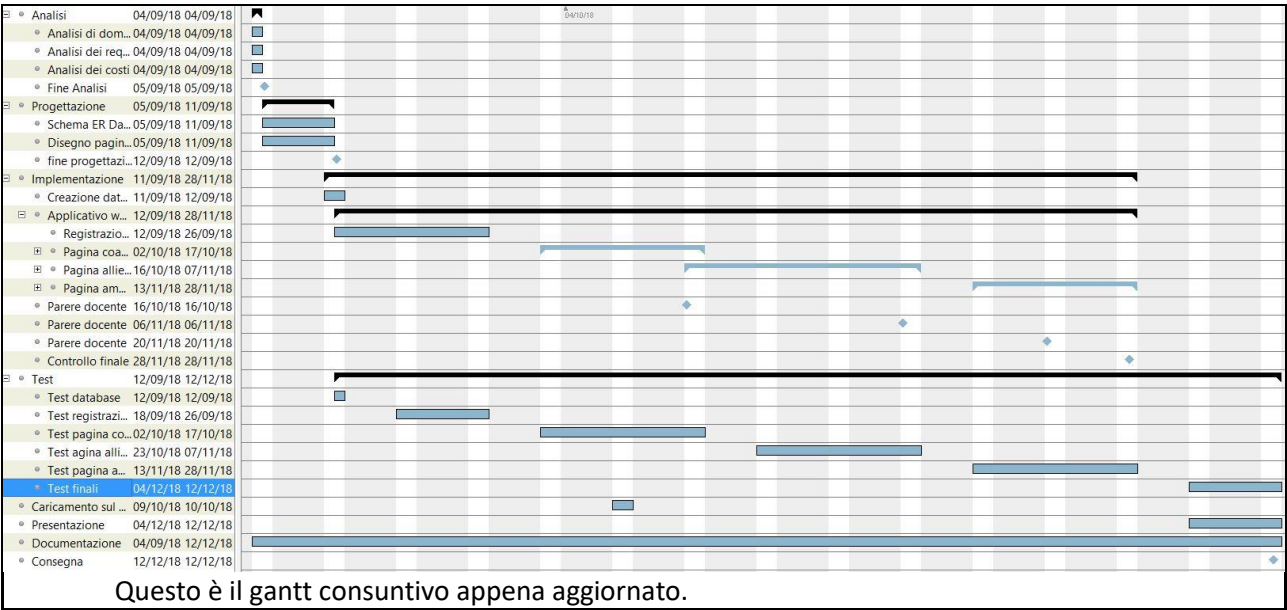 04/10/18
Analisi 04/09/18 04/09/18
Analisi di dom... 04/09/18 04/09/18
Analisi dei req... 04/09/18 04/09/18
Analisi dei costi 04/09/18 04/09/18
Fine Analisi 05/09/18 05/09/18
Progettazione 05/09/18 11/09/18
Schema ER Da... 05/09/18 11/09/18
Disegno pagin... 05/09/18 11/09/18
fine progettazi... 12/09/18 12/09/18
Implementazione 11/09/18 28/11/18
Creazione dat... 11/09/18 12/09/18
Applicativo w... 12/09/18 28/11/18
Registrazio... 12/09/18 26/09/18
Pagina coa... 02/10/18 17/10/18
Pagina allie... 16/10/18 07/11/18
Pagina am... 13/11/18 28/11/18
Parere docente 16/10/18 16/10/18
Parere docente 06/11/18 06/11/18
Parere docente 20/11/18 20/11/18
Controllo finale 28/11/18 28/11/18
Test 12/09/18 12/12/18
Test database 12/09/18 12/09/18
Test registrazi... 18/09/18 26/09/18
Test pagina co... 02/10/18 17/10/18
Test agina alli... 23/10/18 07/11/18
Test pagina a... 13/11/18 28/11/18
Test finali 04/12/18 12/12/18
Caricamento sul ... 09/10/18 10/10/18
Presentazione 04/12/18 12/12/18
Documentazione 04/09/18 12/12/18
Consegna 12/12/18 12/12/18
Questo è il gantt consuntivo appena aggiornato.